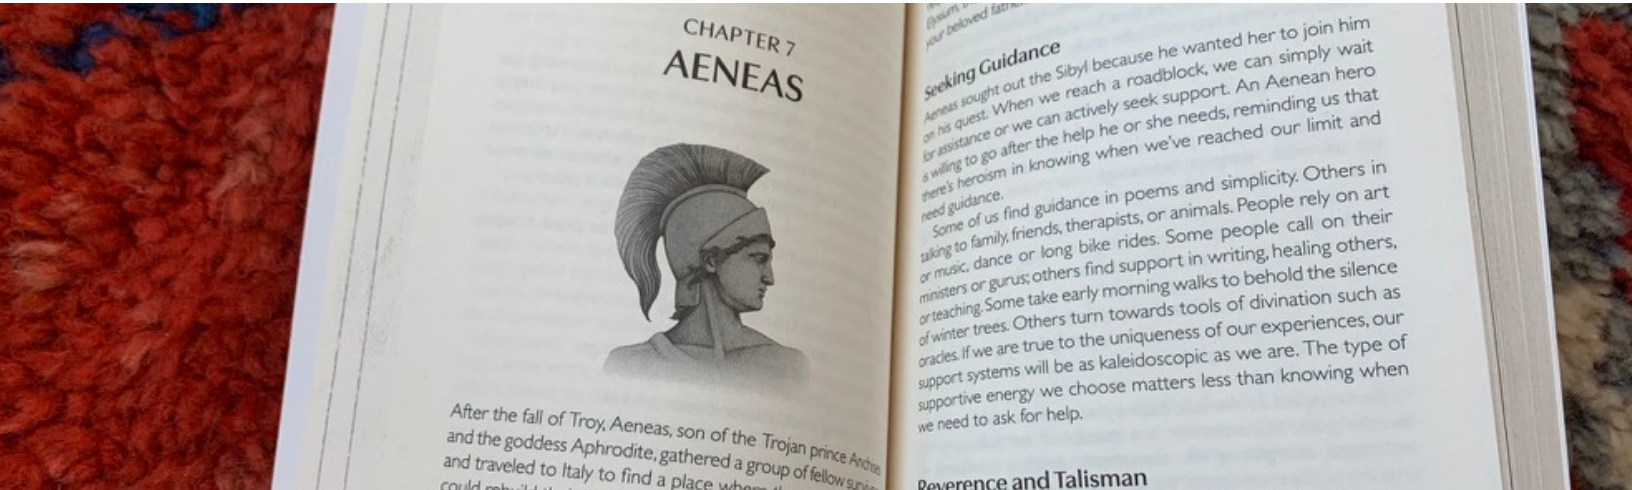 CHAPTER 7
AENEAS
After the fall of Troy, Aeneas, son of the Trojan prince Anchises
and the goddess Aphrodite, gathered a group of fellow
and traveled to Italy to find a place where
could
your beloved
Seeking Guidance
Aeneas sought out the Sibyl because he wanted her to join him
on his quest. When we reach a roadblock, we can simply wait
for assistance or we can actively seek support. An Aenean hero
is willing to go after the help he or she needs, reminding us that
there's heroism in knowing when we've reached our limit and
need guidance.
Some of us find guidance in poems and simplicity. Others in
talking to family, friends, therapists, or animals. People rely on art
or music, dance or long bike rides. Some people call on their
ministers or gurus; others find support in writing, healing others,
or teaching. Some take early morning walks to behold the silence
of winter trees. Others turn towards tools of divination such as
oracles. If we are true to the uniqueness of our experiences, our
support systems will be as kaleidoscopic as we are. The type of
supportive energy we choose matters less than knowing when
we need to ask for help.
Reverence and Talisman